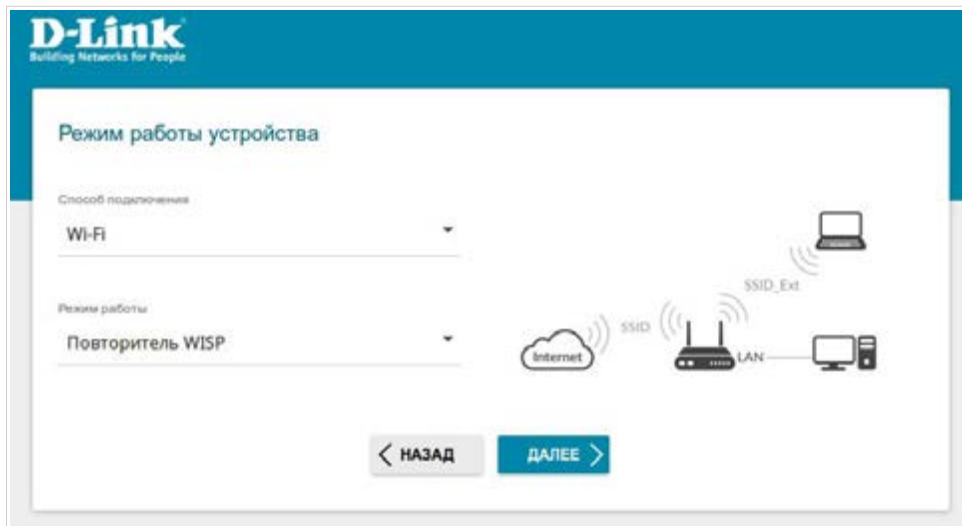 D-Link
Building Networks for People
Режим работы устройства
Способ подключения
Wi-Fi
Режим работы
Повторитель WISP
SSID_Ext
SSID
Internet
LAN
НАЗАД
ДАЛЕЕ